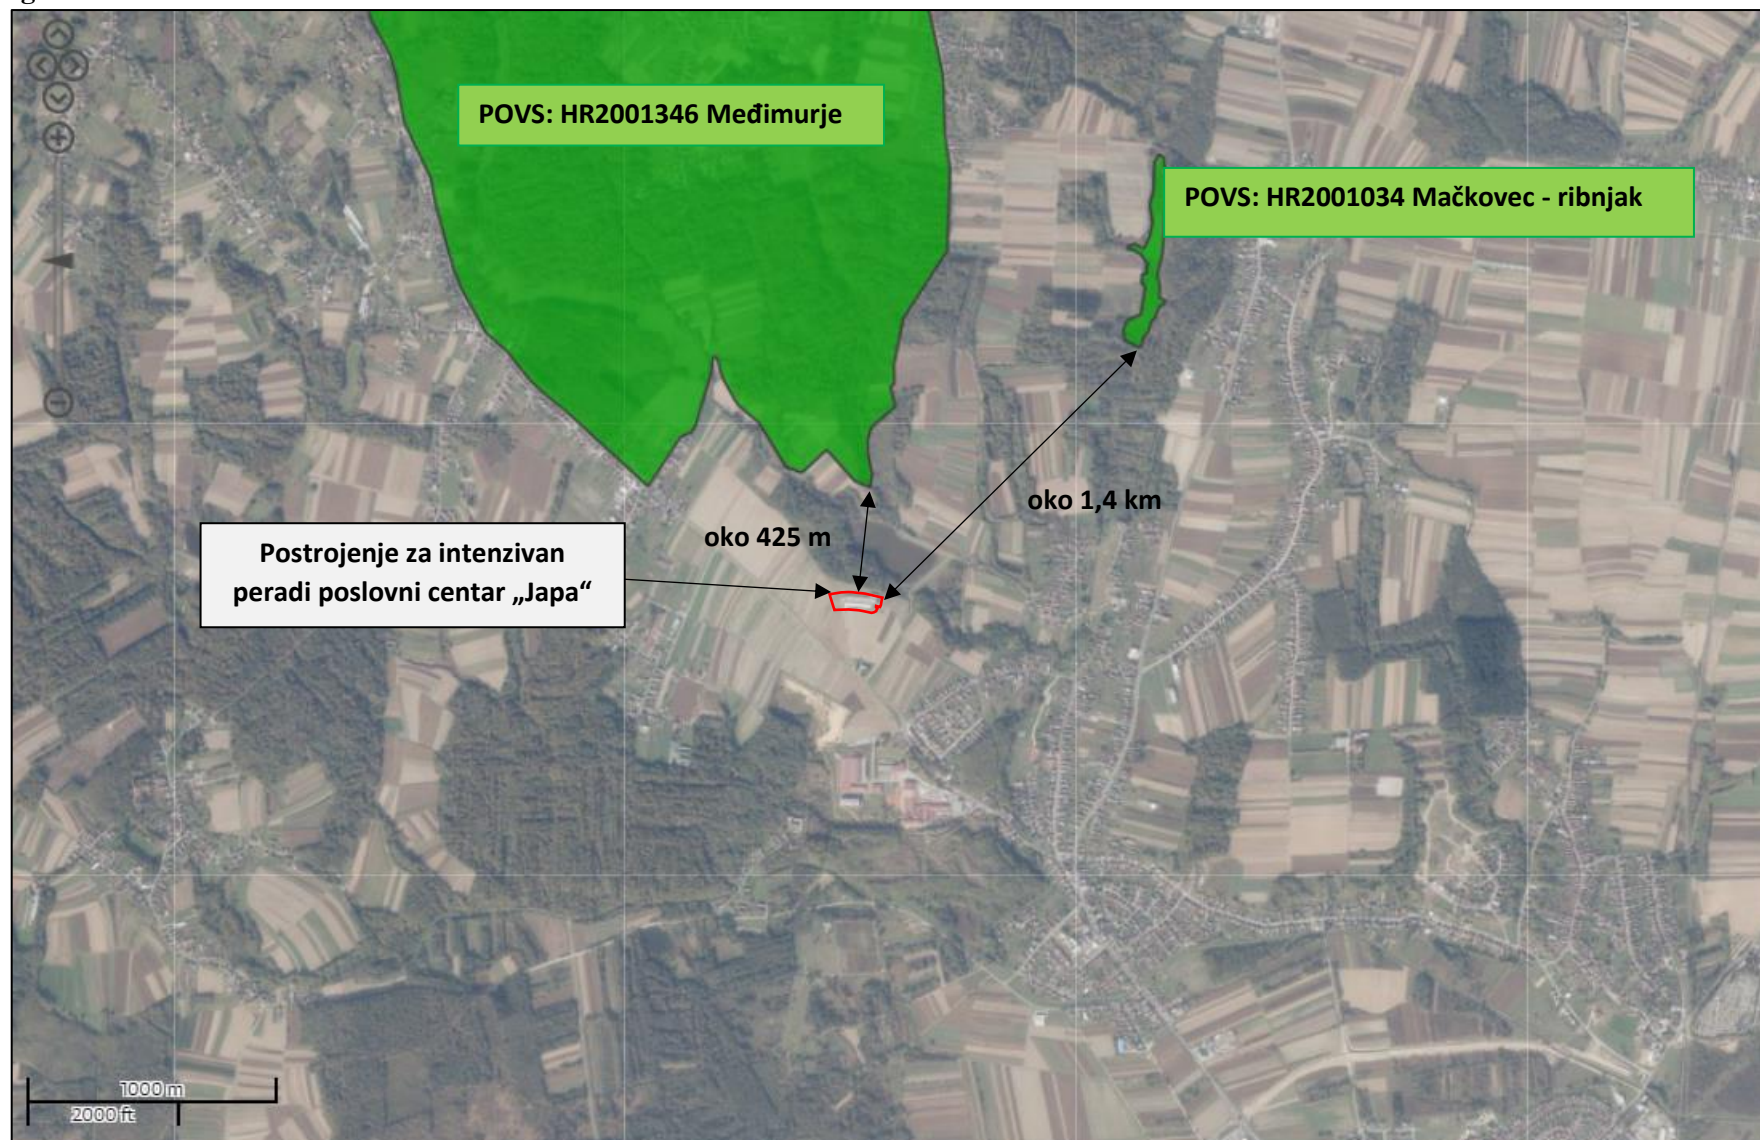 POVS: HR2001346 Međimurje
POVS: HR2001034 Mačkovec - ribnjak
oko 1,4 km
oko 425 m
Postrojenje za intenzivan
peradi poslovni centar „Japa“
1000 m
2000 ft